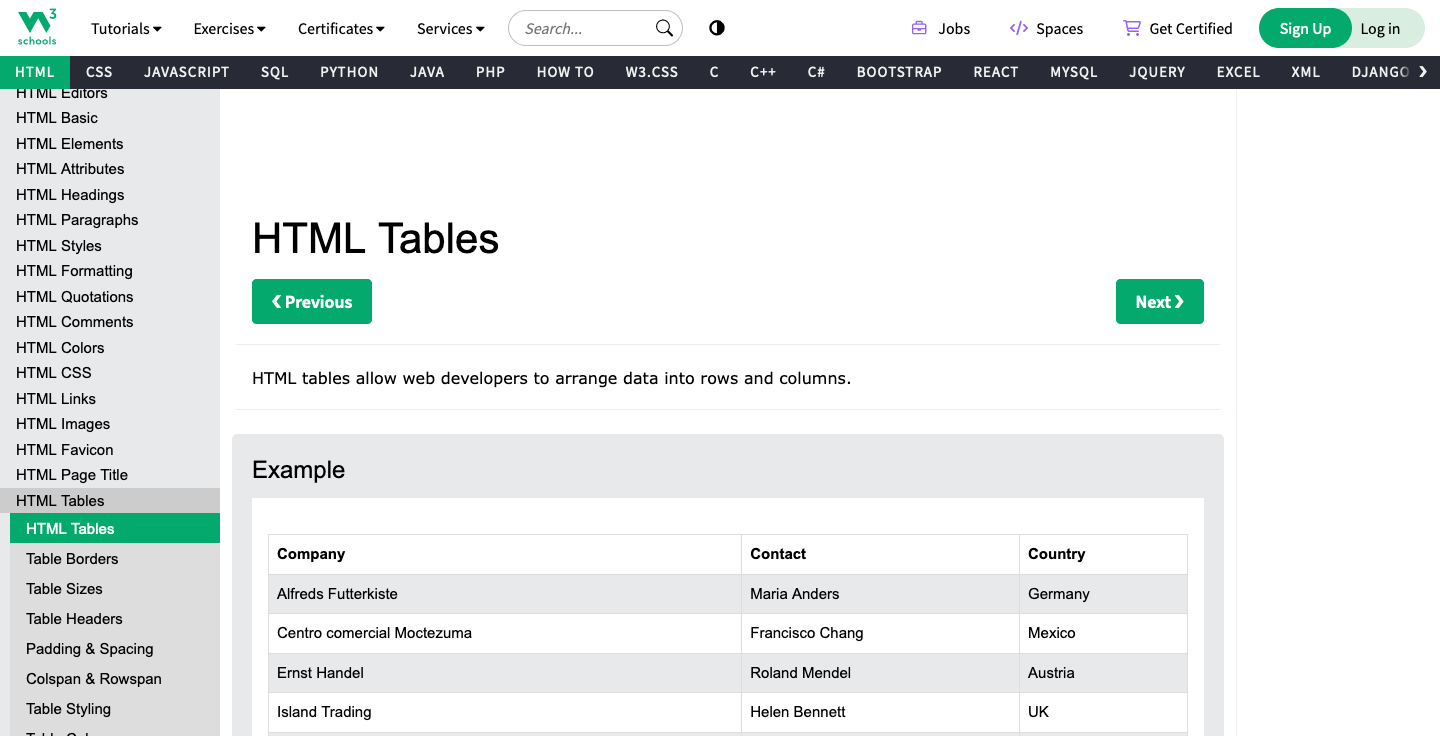 W3 schools
Tutorials Exercises Certificates Services Search... Jobs Spaces Get Certified Sign Up Log in
HTML CSS JAVASCRIPT SQL PYTHON JAVA PHP HOW TO W3.CSS C C++ C# BOOTSTRAP REACT MYSQL JQUERY EXCEL XML DJANGO ❯
HTML Editors
HTML Basic
HTML Elements
HTML Attributes
HTML Headings
HTML Paragraphs
HTML Styles
HTML Formatting
HTML Quotations
HTML Comments
HTML Colors
HTML CSS
HTML Links
HTML Images
HTML Favicon
HTML Page Title
HTML Tables
HTML Tables
Table Borders
Table Sizes
Table Headers
Padding & Spacing
Colspan & Rowspan
Table Styling
HTML Tables
❮ Previous
Next ❯
HTML tables allow web developers to arrange data into rows and columns.
Example
Company Contact Country
Alfreds Futterkiste Maria Anders Germany
Centro comercial Moctezuma Francisco Chang Mexico
Ernst Handel Roland Mendel Austria
Island Trading Helen Bennett UK